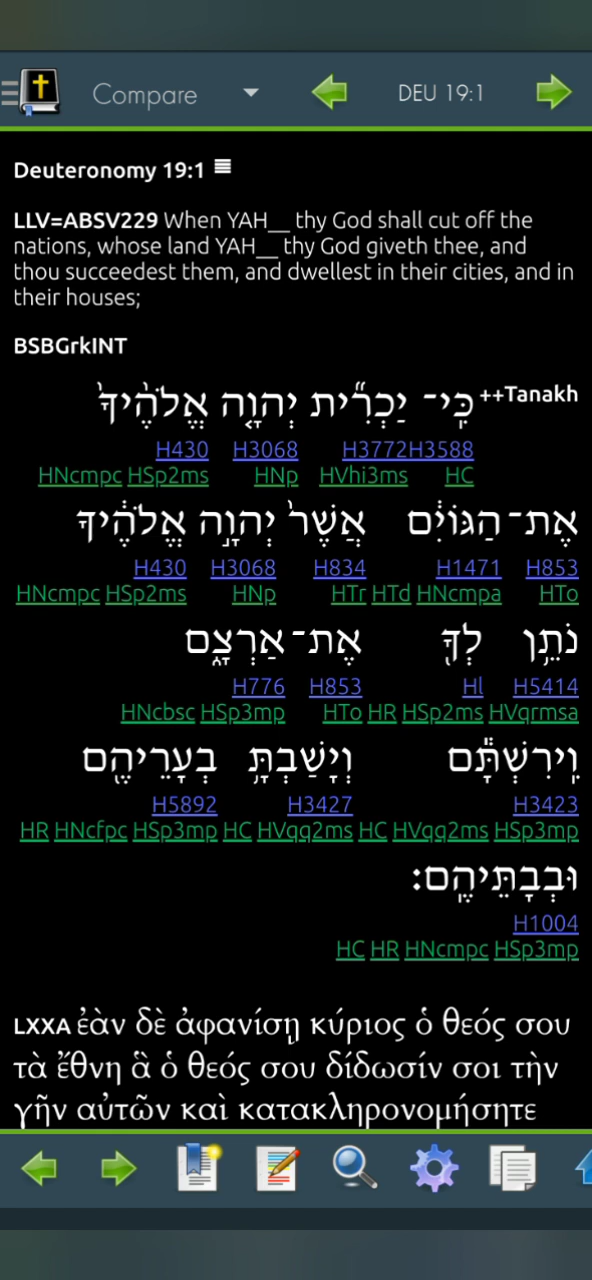 Compare
DEU 19:1
Deuteronomy 19:1
LLV=ABSV229 When YAH__ thy God shall cut off the
nations, whose land YAH__ thy God giveth thee, and
thou succeedest them, and dwellest in their cities, and in
their houses;
BSBGrkINT
++Tanakh כִּֽי־ יַכְרִ֞ית יְהוָ֤ה אֱלֹהֶ֙יךָ֙
H430 H3068 H3772H3588
HNcmpc HSp2ms HNp HVhi3ms HC
אֶת־ הַגּוֹיִ֔ם אֲשֶׁר֙ יְהוָ֣ה אֱלֹהֶ֔יךָ
H430 H3068 H834 H1471 H853
HNcmpc HSp2ms HNp HTr HTd HNcmpa HTo
נֹתֵ֥ן לְךָ֖ אֶת־ אַרְצָ֑ם
H776 H853 Hl H5414
HNcbsc HSp3mp HTo HR HSp2ms HVqrmsa
וִֽירִשְׁתָּ֕ם וְיָשַׁבְתָּ֥ בְעָרֵיהֶ֖ם
H5892 H3427 H3423
HR HNcfpc HSp3mp HC HVqq2ms HC HVqq2ms HSp3mp
וּבְבָתֵּיהֶֽם׃
H1004
HC HR HNcmpc HSp3mp
LXXA ἐὰν δὲ ἀφανίσῃ κύριος ὁ θεός σου
τὰ ἔθνη ἃ ὁ θεός σου δίδωσίν σοι τὴν
γῆν αὐτῶν καὶ κατακληρονομήσητε